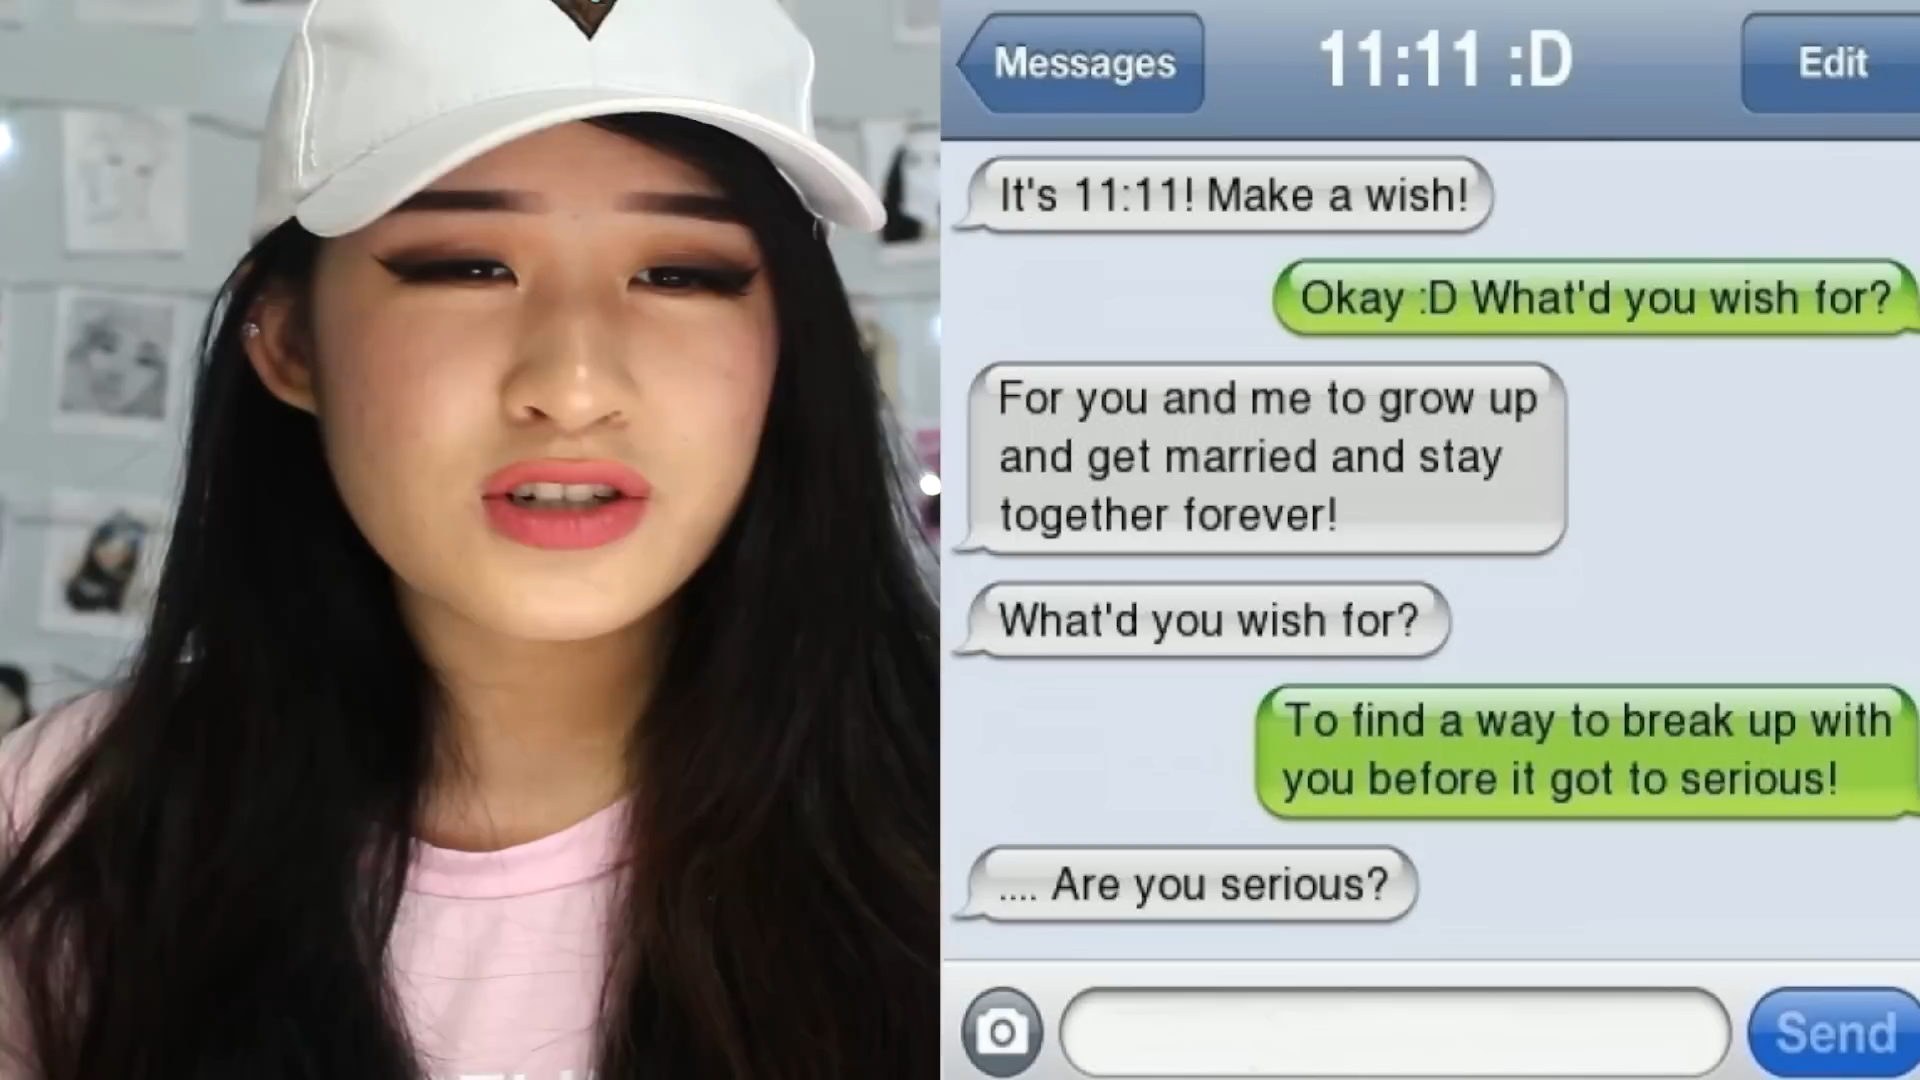 Messages
11:11 :D
Edit
It's 11:11! Make a wish!
Okay :D What'd you wish for?
For you and me to grow up
and get married and stay
together forever!
What'd you wish for?
To find a way to break up with
you before it got to serious!
.... Are you serious?
Send